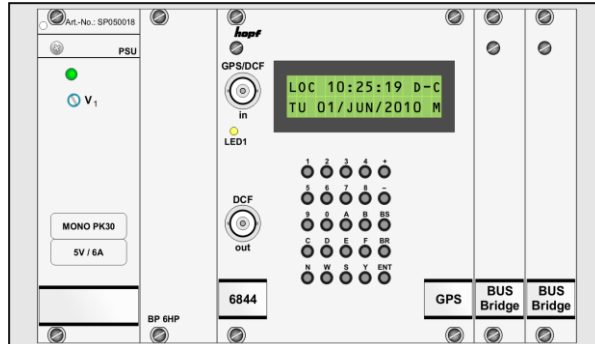 Art.-No.: SP050018
PSU
V1
MONO PK30
5V / 6A
BP 6HP
hopf
GPS/DCF
in
LED1
DCF
out
6844
LOC 10:25:19 D-C
TU 01/JUN/2010 M
1 2 3 4 +
5 6 7 8 –
9 0 A B BS
C D E F BR
N W S Y ENT
GPS
BUS
Bridge
BUS
Bridge